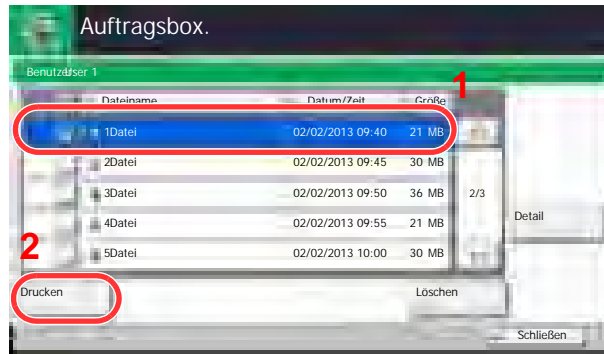 Auftragsbox.
Benutzer User 1
1
Dateiname Datum/Zeit Größe
1Datei 02/02/2013 09:40 21 MB
2Datei 02/02/2013 09:45 30 MB
3Datei 02/02/2013 09:50 36 MB 2/3
4Datei 02/02/2013 09:55 21 MB
Detail
5Datei 02/02/2013 10:00 30 MB
2
Drucken Löschen
Schließen